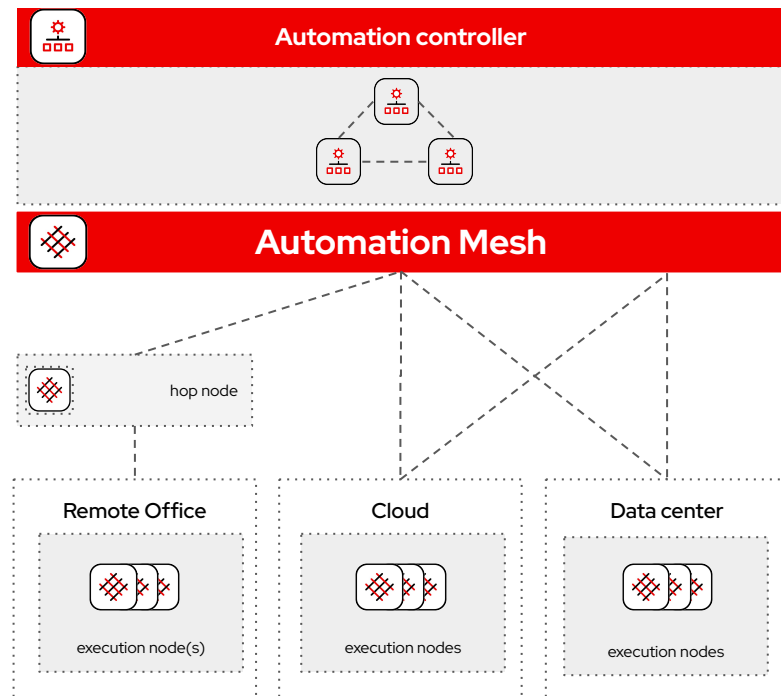 Automation controller
Automation Mesh
hop node
Remote Office
Cloud
Data center
execution node(s)
execution nodes
execution nodes